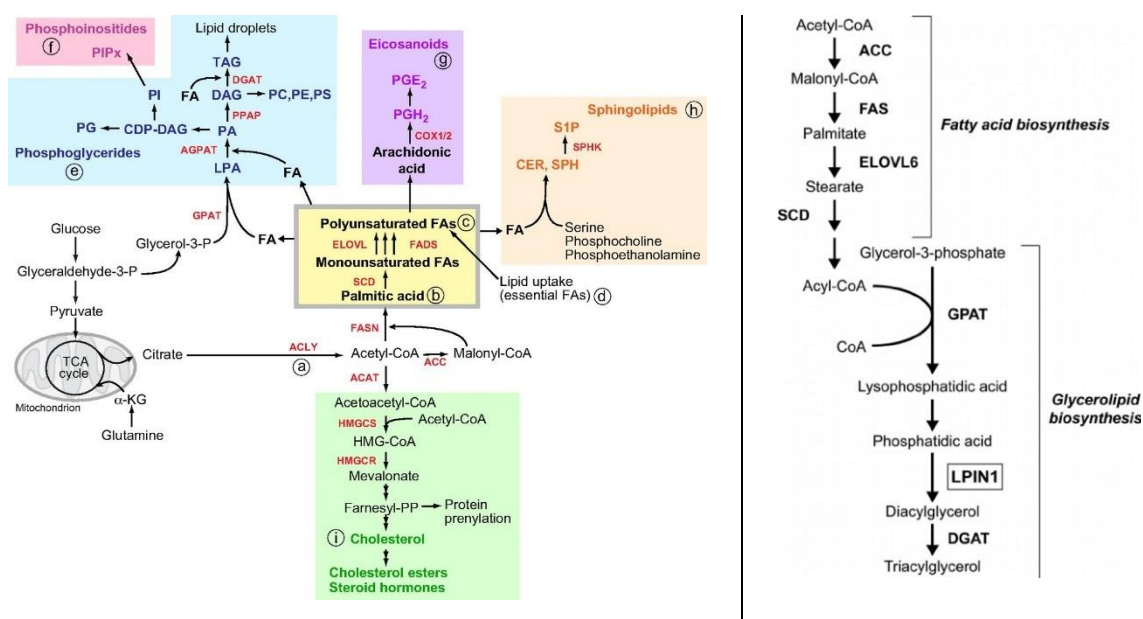 Phosphoinositides
f
PIPx
Lipid droplets
TAG
FA
DGAT
PI
DAG
PC,PE,PS
PPAP
PG
CDP-DAG
PA
Phosphoglycerides
e
AGPAT
LPA
FA
Eicosanoids
g
PGE2
PGH2
COX1/2
Arachidonic
acid
Sphingolipids
h
S1P
SPHK
CER, SPH
FA
Serine
Phosphocholine
Phosphoethanolamine
GPAT
Glycerol-3-P
FA
Glucose
Glyceraldehyde-3-P
Pyruvate
TCA
cycle
Mitochondrion
α-KG
Glutamine
Citrate
ACLY
a
Polyunsaturated FAs
c
ELOVL
FADS
Monounsaturated FAs
SCD
Palmitic acid
b
Lipid uptake
(essential FAs)
d
FASN
Acetyl-CoA
ACC
Malonyl-CoA
ACAT
Acetoacetyl-CoA
HMGCS
Acetyl-CoA
HMG-CoA
HMGCR
Mevalonate
Farnesyl-PP
Protein
prenylation
i
Cholesterol
Cholesterol esters
Steroid hormones
Acetyl-CoA
ACC
Malonyl-CoA
FAS
Palmitate
ELOVL6
Stearate
SCD
Fatty acid biosynthesis
Glycerol-3-phosphate
Acyl-CoA
GPAT
CoA
Lysophosphatidic acid
Glycerolipid
biosynthesis
Phosphatidic acid
LPIN1
Diacylglycerol
DGAT
Triacylglycerol